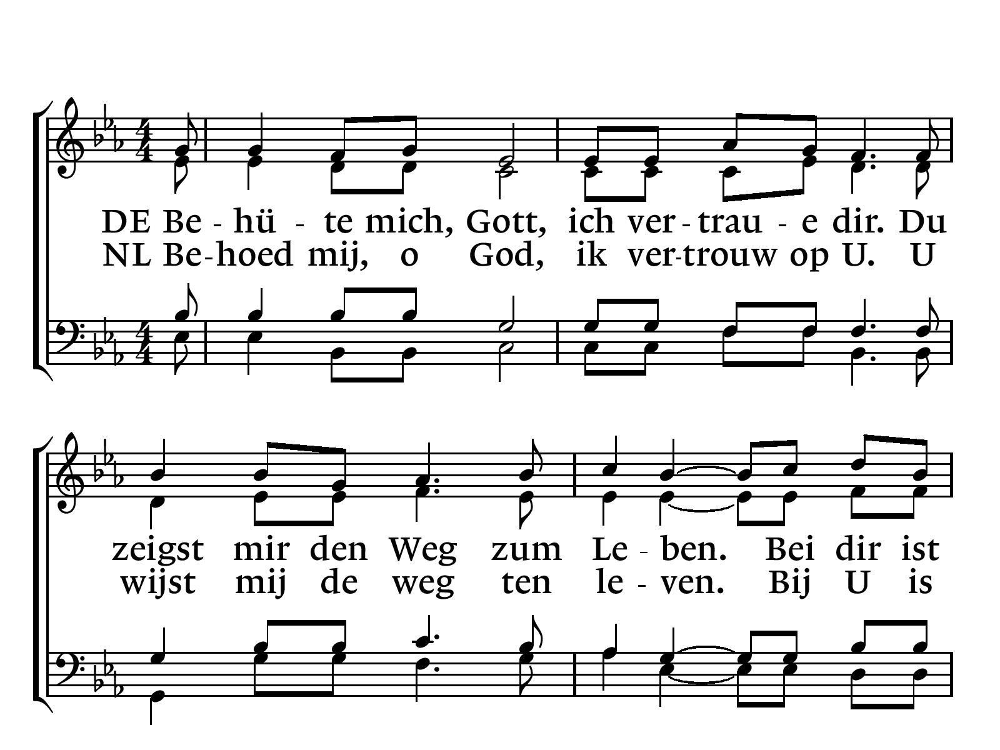 DE Be - hü - te mich, Gott, ich ver - trau - e dir. Du
NL Be - hoed mij, o God, ik ver - trouw op U. U
zeigst mir den Weg zum Le - ben. Bei dir ist
wijst mij de weg ten le - ven. Bij U is